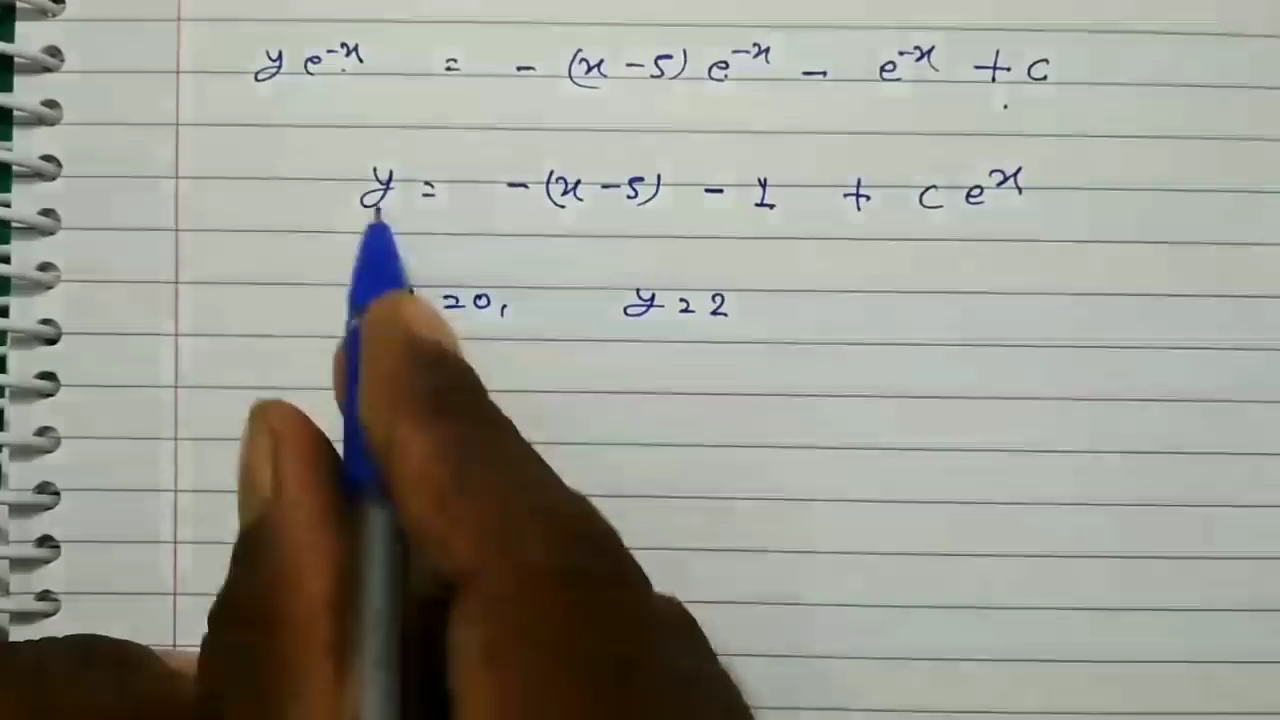 y e^{-x} = - (x - 5) e^{-x} - e^{-x} + c
y = - (x - 5) - 1 + c e^{x}
= 0, y = 2